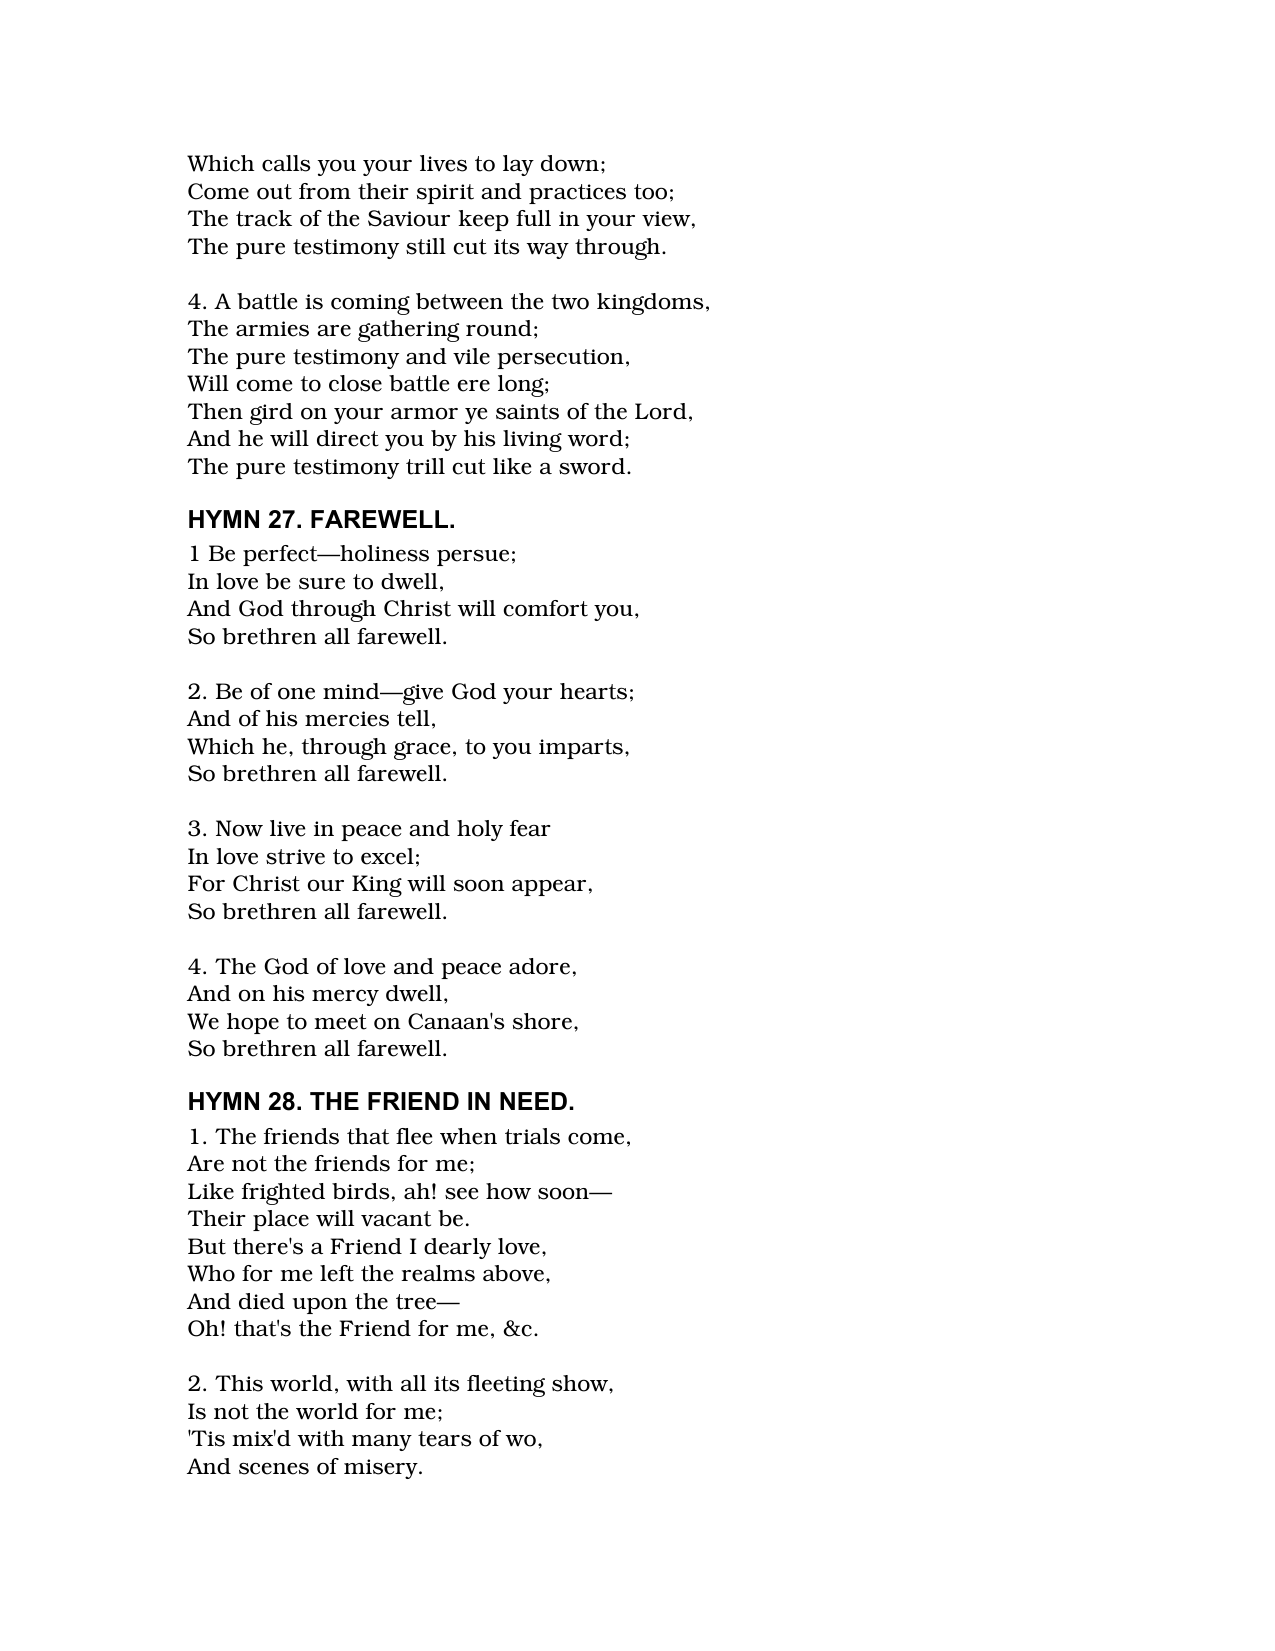 Which calls you your lives to lay down;
Come out from their spirit and practices too;
The track of the Saviour keep full in your view,
The pure testimony still cut its way through.

4. A battle is coming between the two kingdoms,
The armies are gathering round;
The pure testimony and vile persecution,
Will come to close battle ere long;
Then gird on your armor ye saints of the Lord,
And he will direct you by his living word;
The pure testimony trill cut like a sword.

HYMN 27. FAREWELL.
1 Be perfect—holiness persue;
In love be sure to dwell,
And God through Christ will comfort you,
So brethren all farewell.

2. Be of one mind—give God your hearts;
And of his mercies tell,
Which he, through grace, to you imparts,
So brethren all farewell.

3. Now live in peace and holy fear
In love strive to excel;
For Christ our King will soon appear,
So brethren all farewell.

4. The God of love and peace adore,
And on his mercy dwell,
We hope to meet on Canaan's shore,
So brethren all farewell.

HYMN 28. THE FRIEND IN NEED.
1. The friends that flee when trials come,
Are not the friends for me;
Like frighted birds, ah! see how soon—
Their place will vacant be.
But there's a Friend I dearly love,
Who for me left the realms above,
And died upon the tree—
Oh! that's the Friend for me, &c.

2. This world, with all its fleeting show,
Is not the world for me;
'Tis mix'd with many tears of wo,
And scenes of misery.